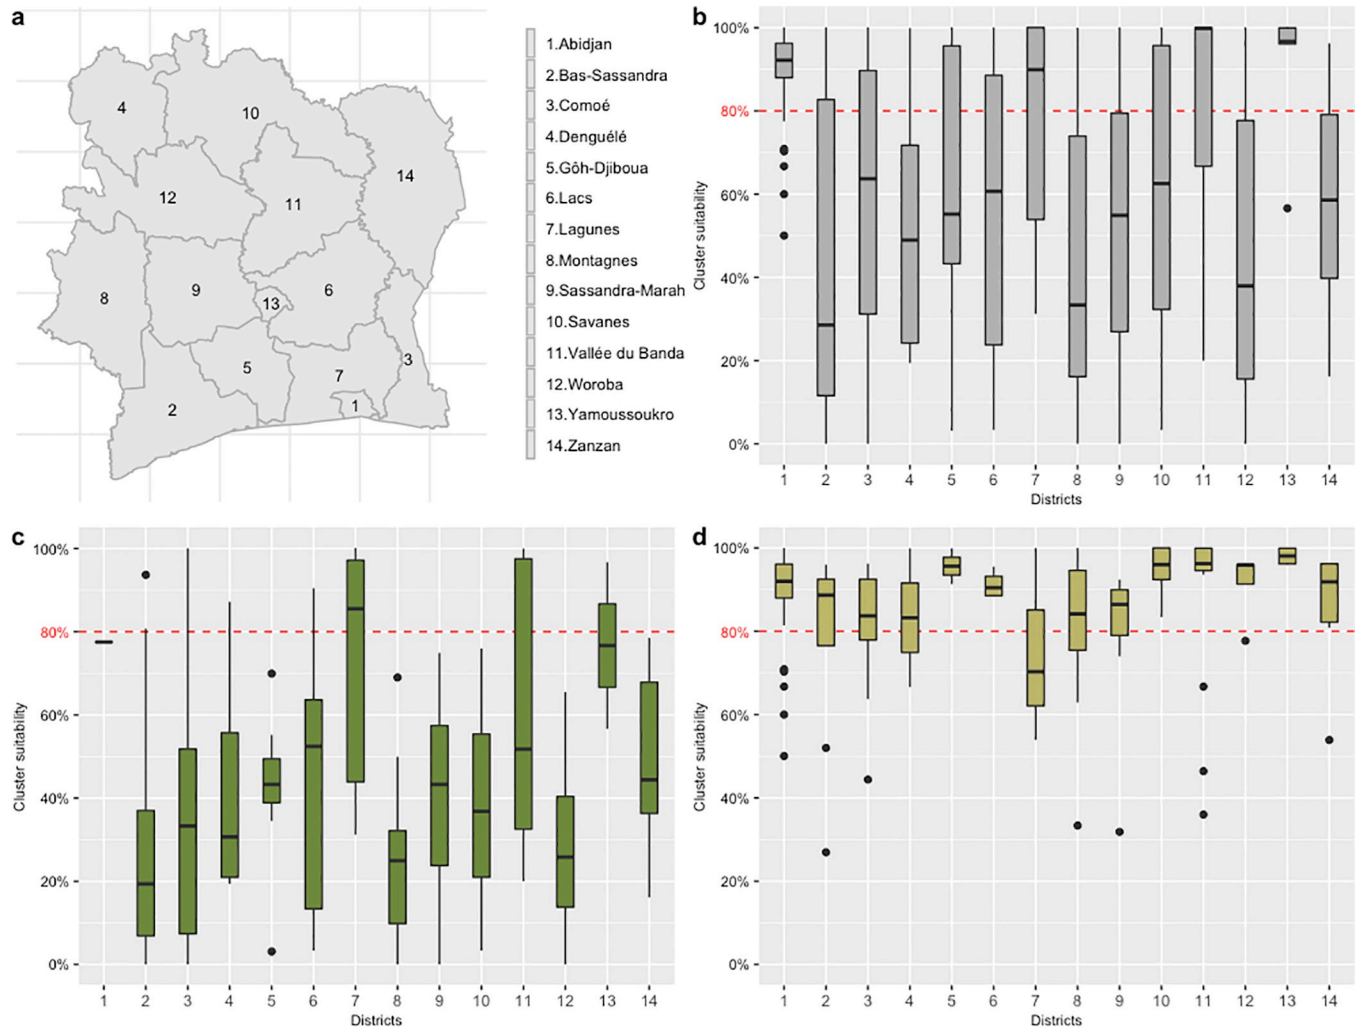 a
4
10
14
12
11
8
9
13
6
5
7
3
2
1
1.Abidjan
2.Bas-Sassandra
3.Comoé
4.Denguélé
5.Gôh-Djiboua
6.Lacs
7.Lagunes
8.Montagnes
9.Sassandra-Marah
10.Savanes
11.Vallée du Banda
12.Woroba
13.Yamoussoukro
14.Zanzan
b
100%
80%
60%
40%
20%
0%
Cluster suitability
1 2 3 4 5 6 7 8 9 10 11 12 13 14
Districts
c
100%
80%
60%
40%
20%
0%
Cluster suitability
1 2 3 4 5 6 7 8 9 10 11 12 13 14
Districts
d
100%
80%
60%
40%
20%
0%
Cluster suitability
1 2 3 4 5 6 7 8 9 10 11 12 13 14
Districts